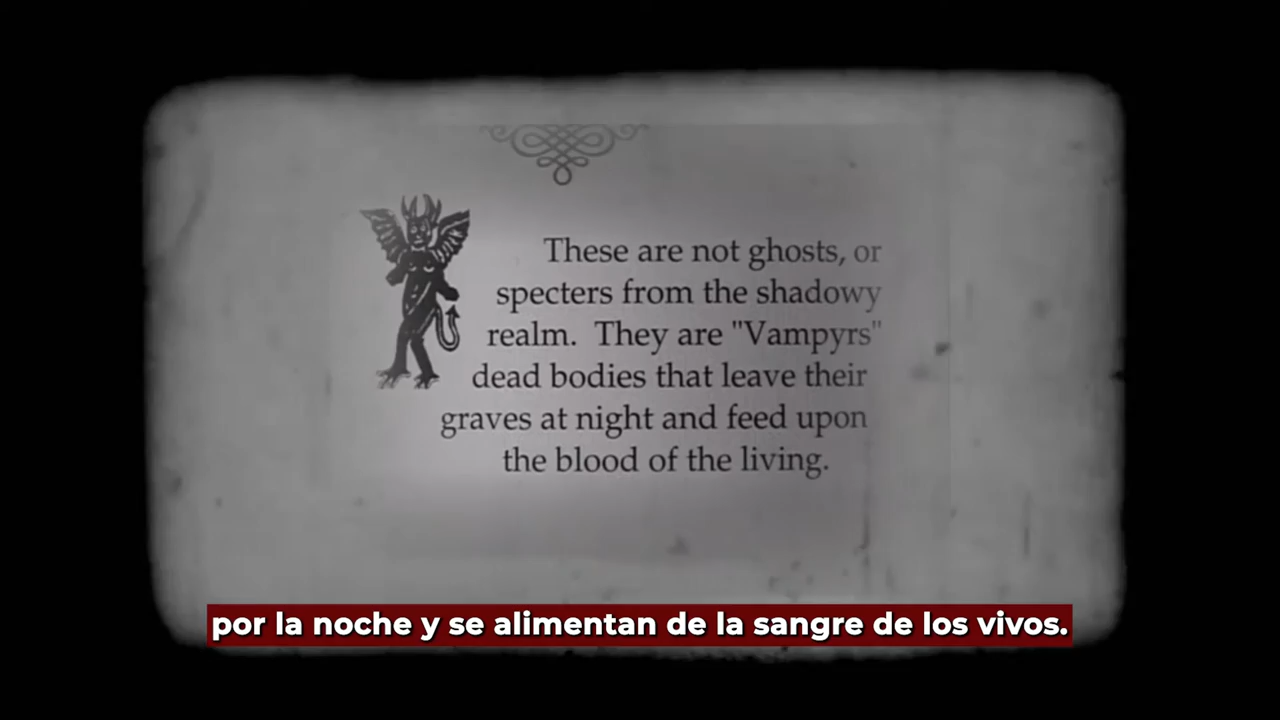 These are not ghosts, or
specters from the shadowy
realm. They are "Vampyrs"
dead bodies that leave their
graves at night and feed upon
the blood of the living.
por la noche y se alimentan de la sangre de los vivos.